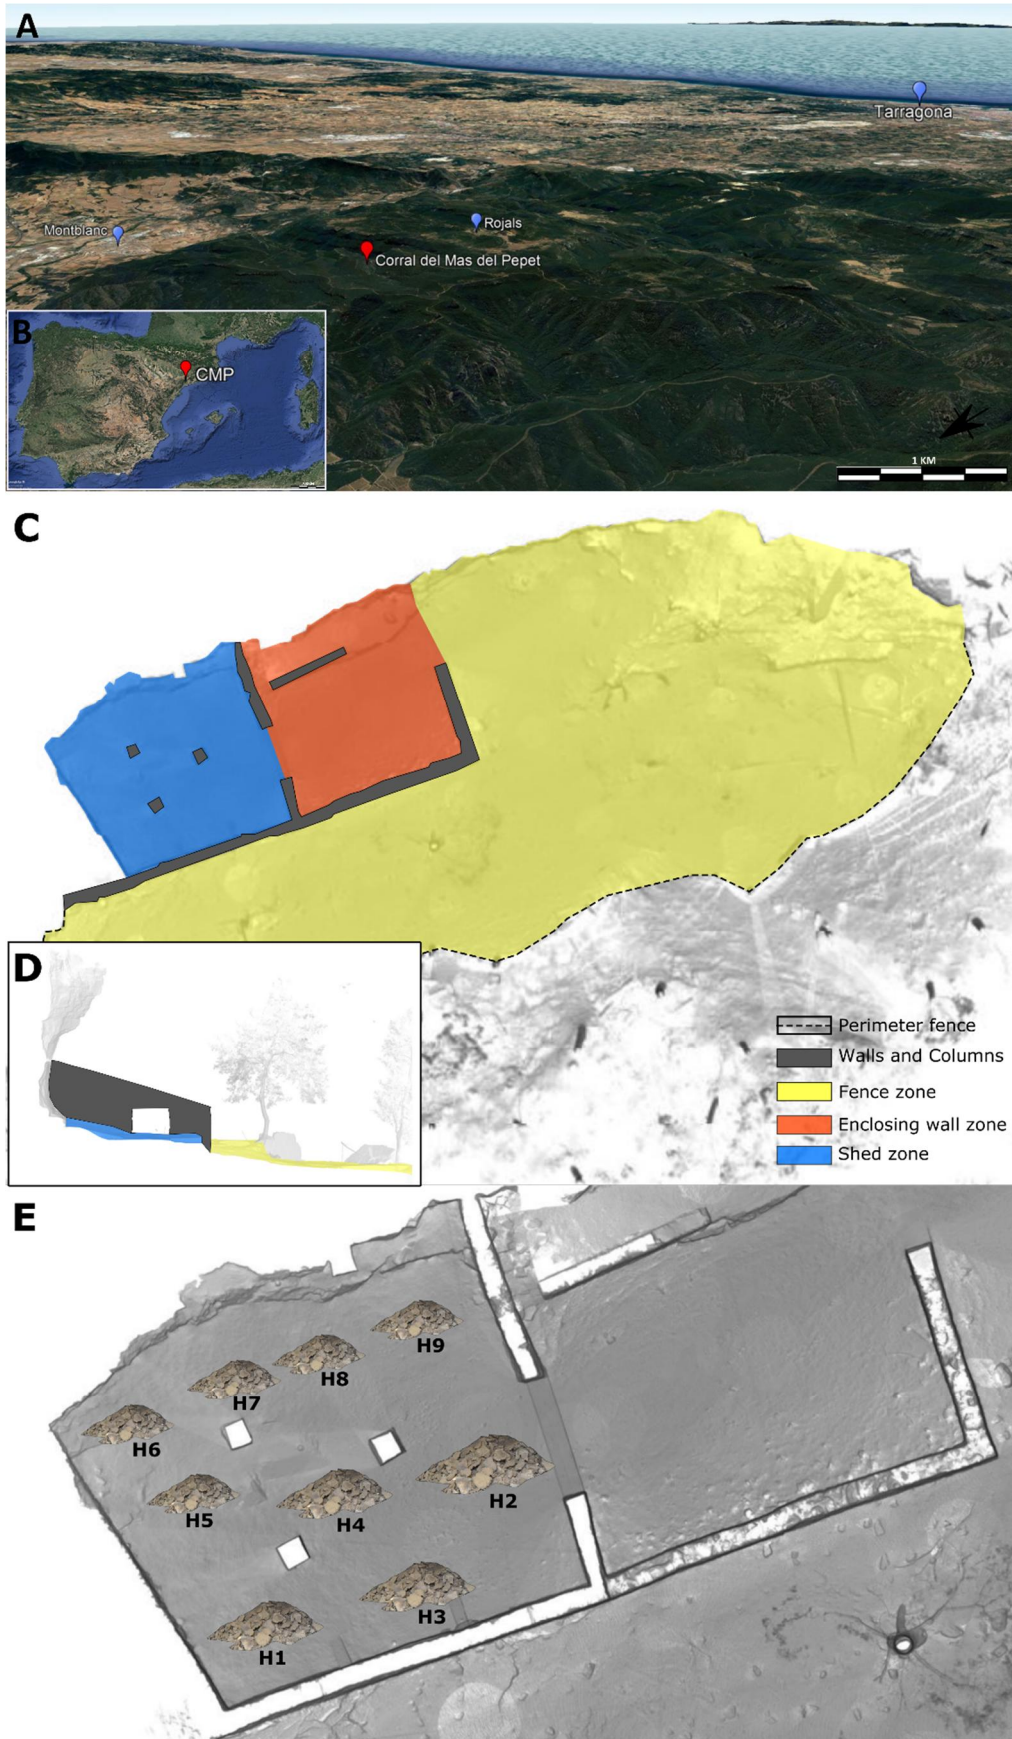 A
Tarragona
Montblanc
Rojals
Corral del Mas del Pepet
B
CMP
1 KM
C
D
Perimeter fence
Walls and Columns
Fence zone
Enclosing wall zone
Shed zone
E
H9
H8
H7
H6
H2
H5
H4
H3
H1